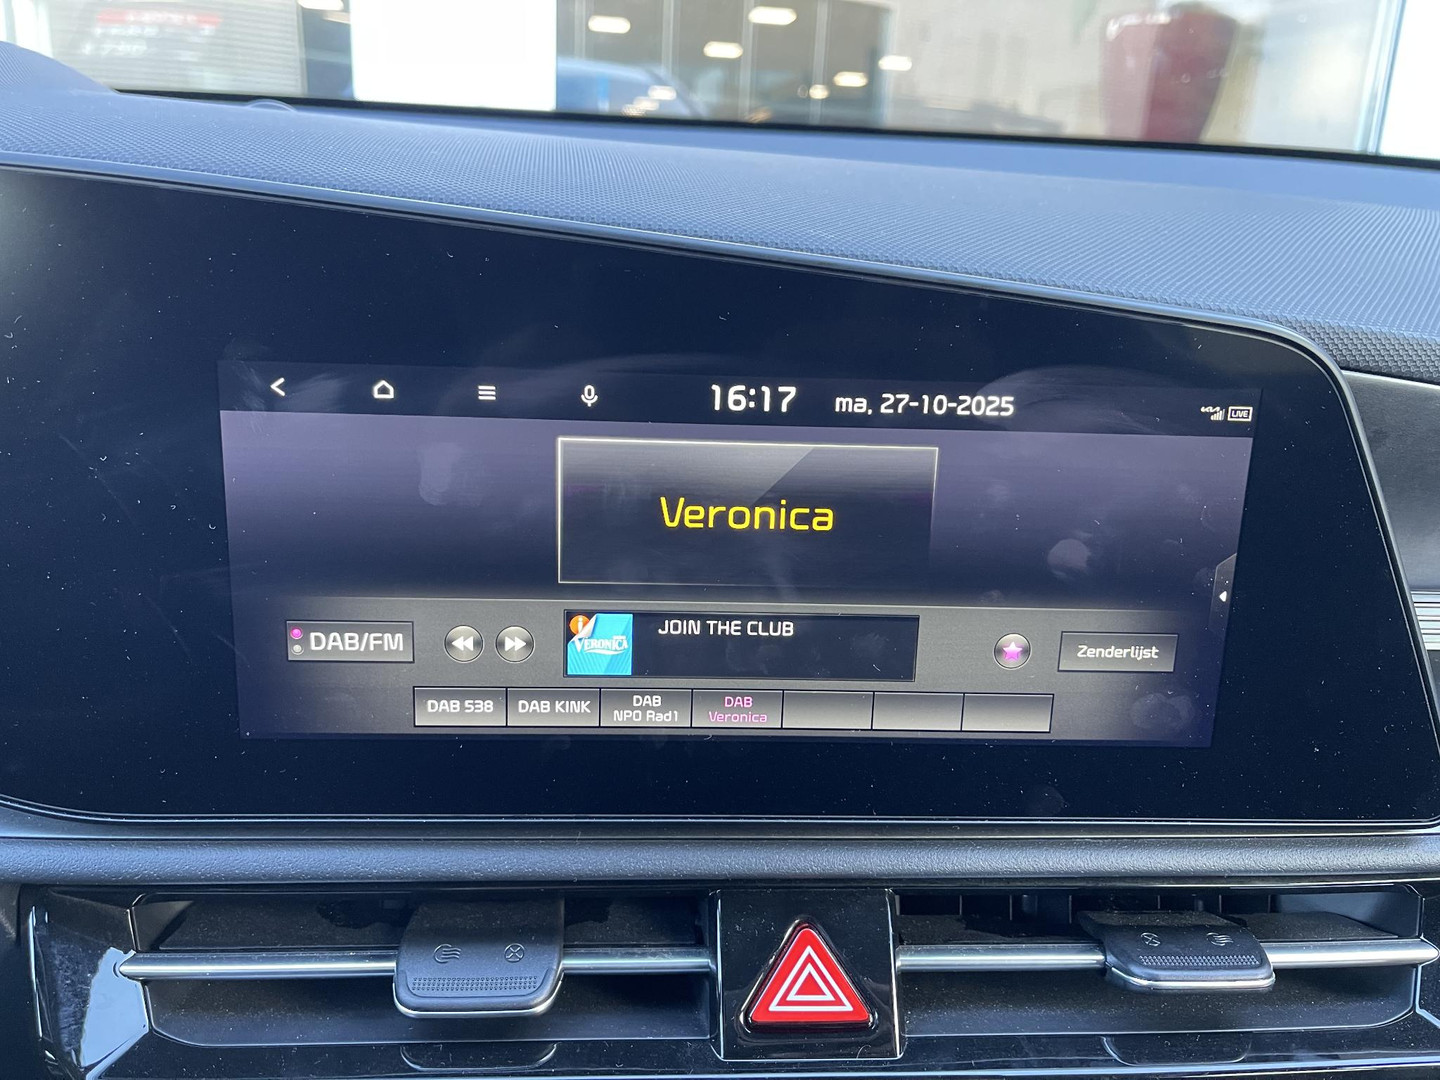 16:17 ma, 27-10-2025
LIVE
Veronica
JOIN THE CLUB
VERONICA
DAB/FM
Zenderlijst
DAB 538
DAB KINK
DAB
NPO Rad1
DAB
Veronica